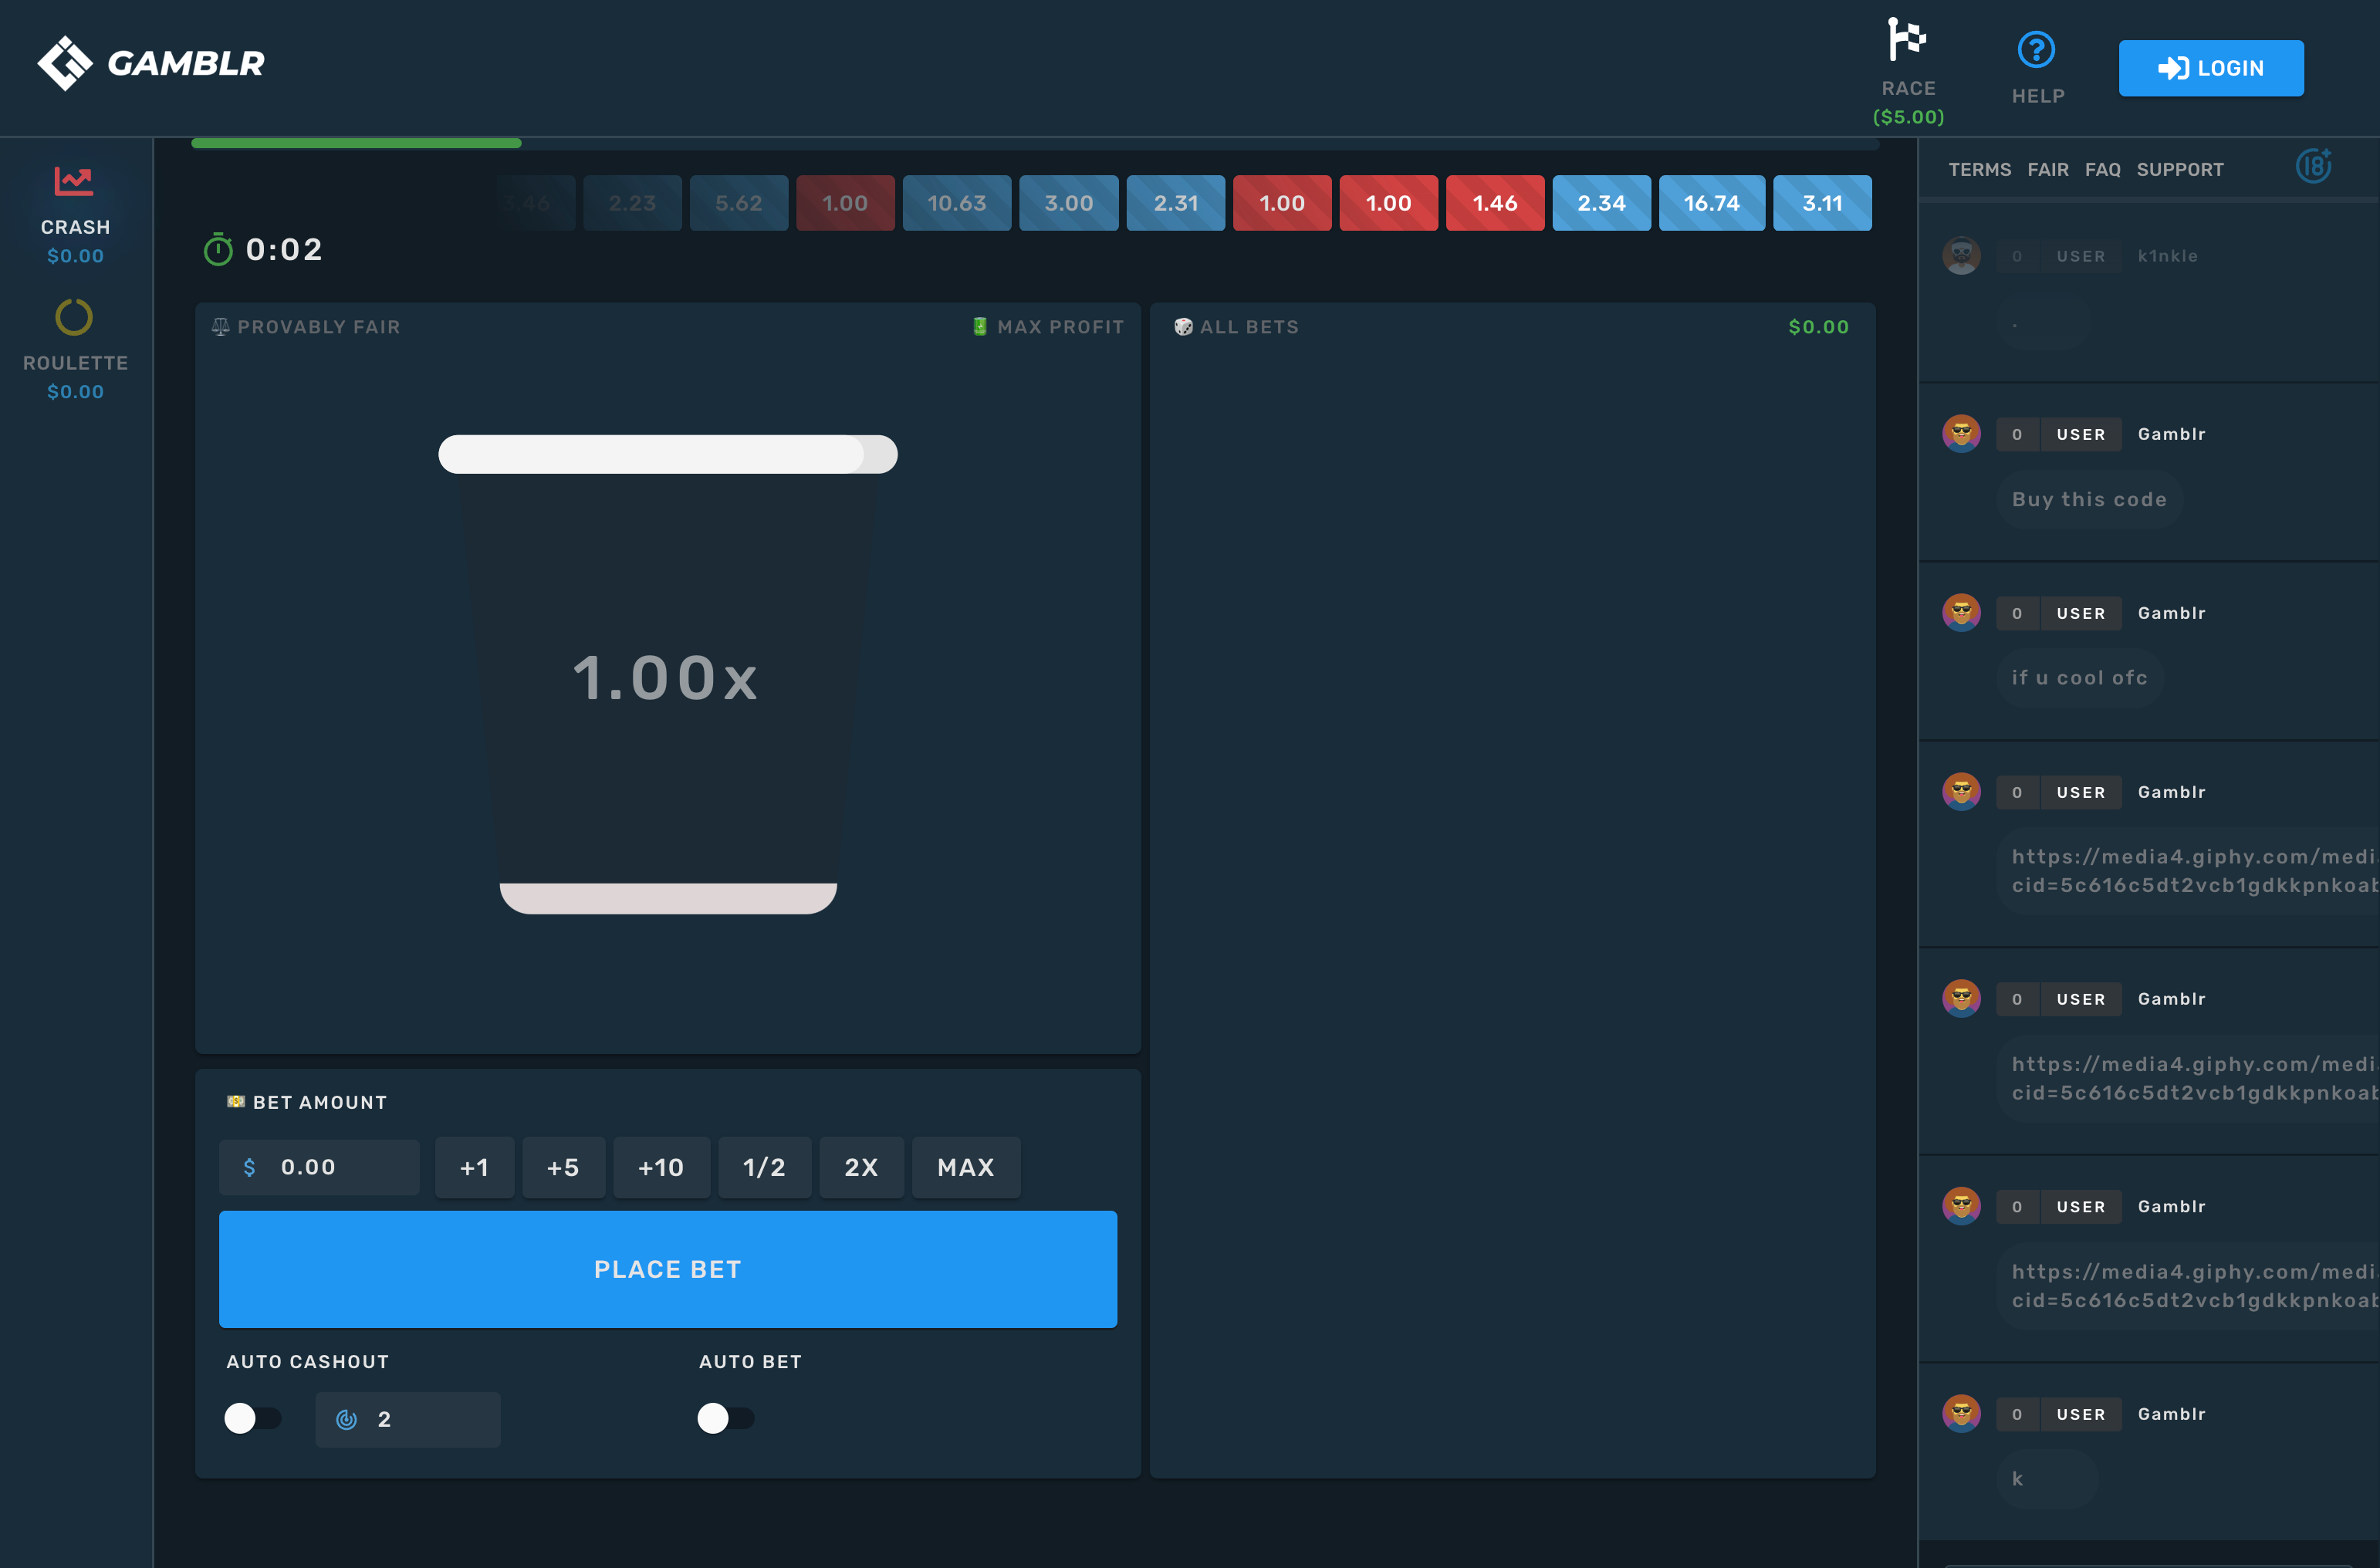 GAMBLR
RACE
($5.00)
HELP
LOGIN
CRASH
$0.00
ROULETTE
$0.00
3.46
2.23
5.62
1.00
10.63
3.00
2.31
1.00
1.00
1.46
2.34
16.74
3.11
0:02
PROVABLY FAIR
MAX PROFIT
1.00x
ALL BETS
$0.00
BET AMOUNT
$ 0.00
+1
+5
+10
1/2
2X
MAX
PLACE BET
AUTO CASHOUT
2
AUTO BET
TERMS FAIR FAQ SUPPORT
18+
0 USER k1nkle
.
0 USER Gamblr
Buy this code
0 USER Gamblr
if u cool ofc
0 USER Gamblr
https://media4.giphy.com/medi
cid=5c616c5dt2vcb1gdkkpnkoab
0 USER Gamblr
https://media4.giphy.com/medi
cid=5c616c5dt2vcb1gdkkpnkoab
0 USER Gamblr
https://media4.giphy.com/medi
cid=5c616c5dt2vcb1gdkkpnkoab
0 USER Gamblr
k